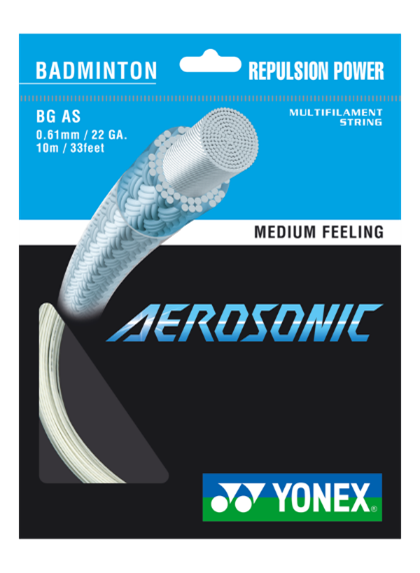 BADMINTON
REPULSION POWER
BG AS
0.61mm / 22 GA.
10m / 33feet
MULTIFILAMENT
STRING
MEDIUM FEELING
AEROSONIC
YONEX®